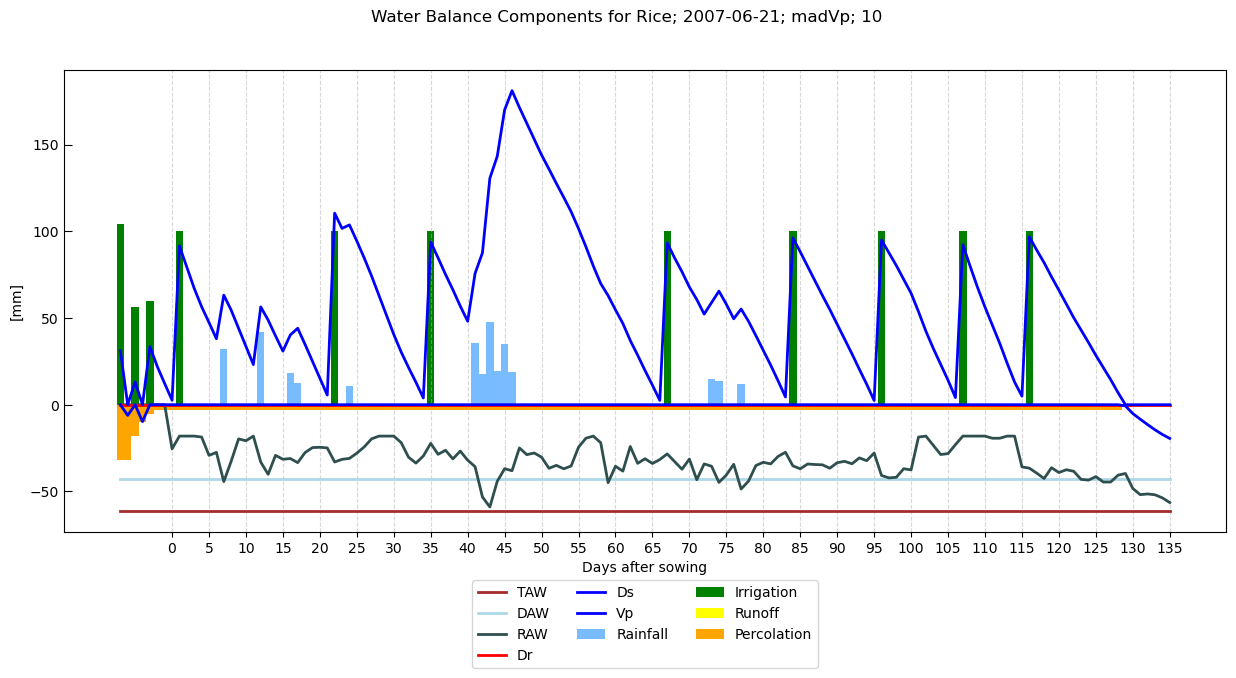 Water Balance Components for Rice; 2007-06-21; madVp; 10
[mm]
150
100
50
0
−50
0 5 10 15 20 25 30 35 40 45 50 55 60 65 70 75 80 85 90 95 100 105 110 115 120 125 130 135
Days after sowing
TAW Ds Irrigation
DAW Vp Runoff
RAW Rainfall Percolation
Dr